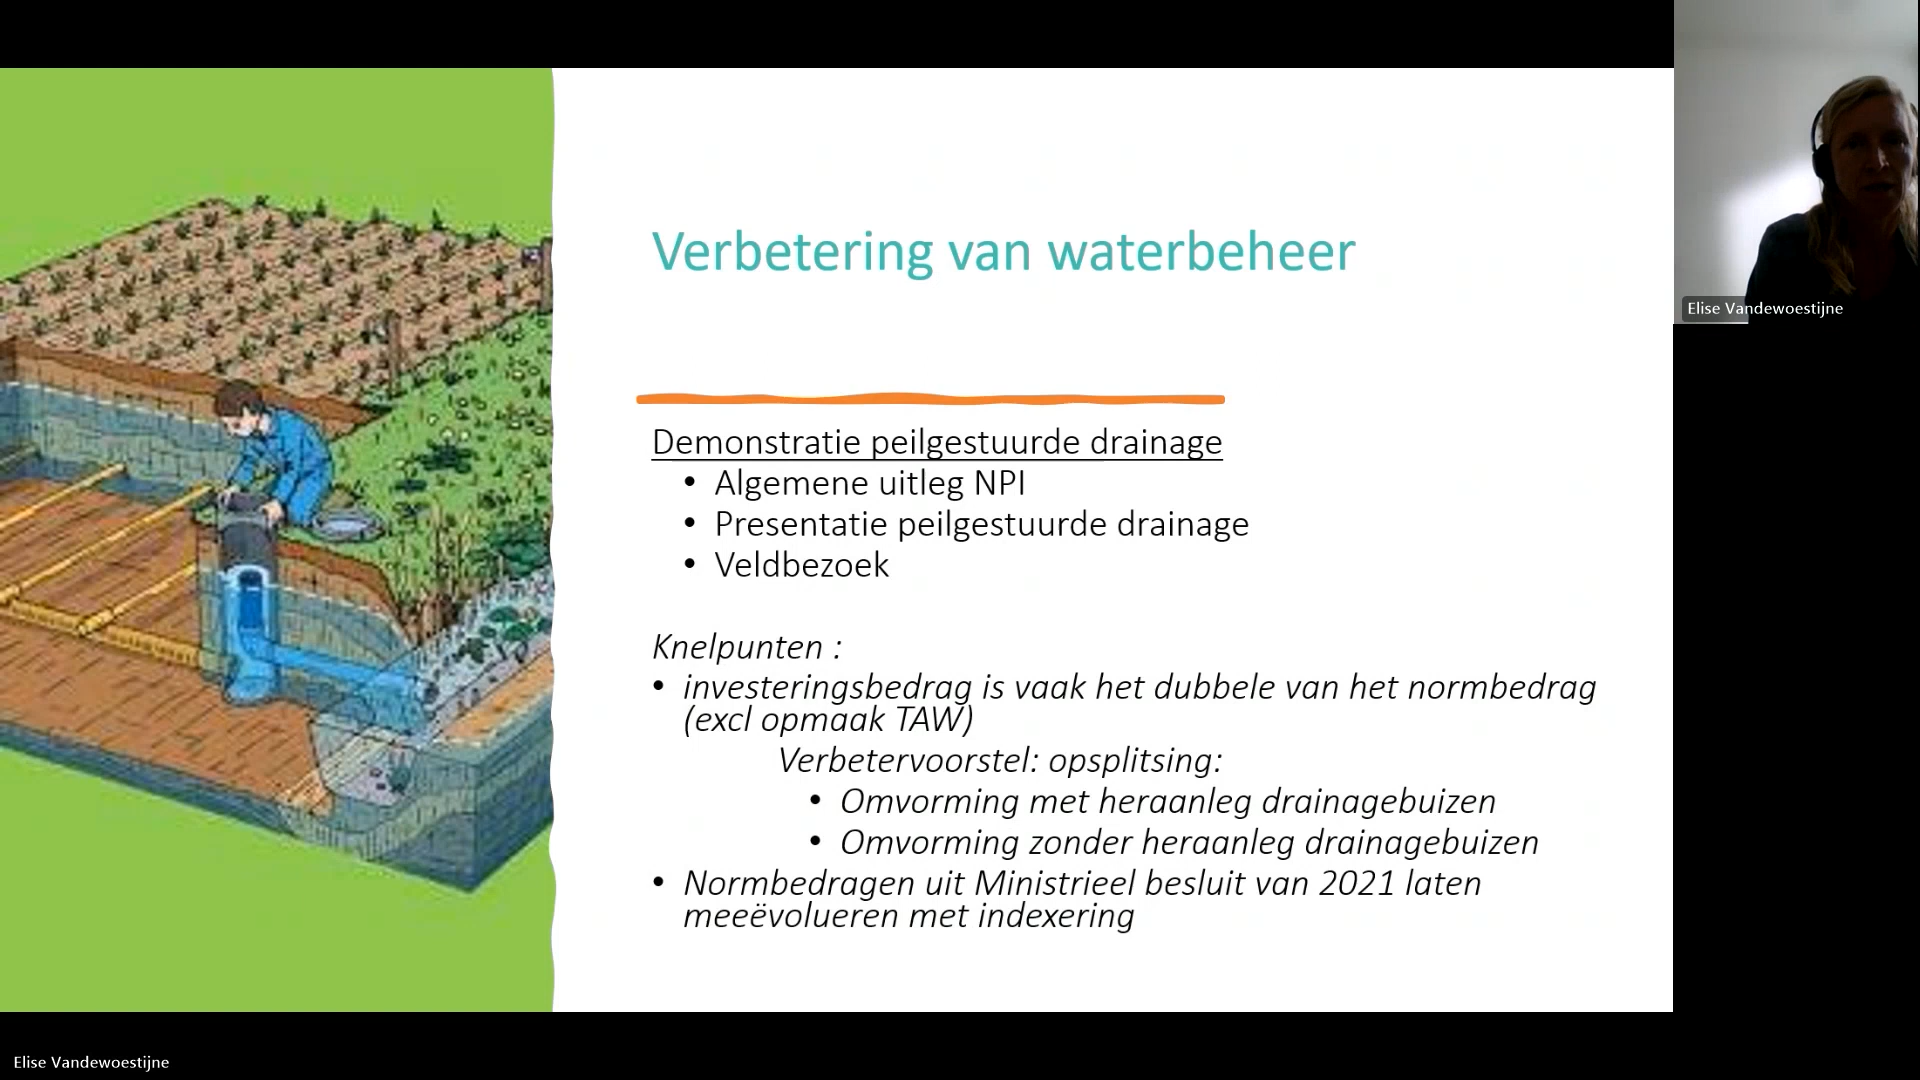 Verbetering van waterbeheer
Demonstratie peilgestuurde drainage
• Algemene uitleg NPI
• Presentatie peilgestuurde drainage
• Veldbezoek
Knelpunten :
• investeringsbedrag is vaak het dubbele van het normbedrag
(excl opmaak TAW)
Verbetervoorstel: opsplitsing:
• Omvorming met heraanleg drainagebuizen
• Omvorming zonder heraanleg drainagebuizen
• Normbedragen uit Ministrieel besluit van 2021 laten
meeëvolueren met indexering
Elise Vandewoestijne
Elise Vandewoestijne